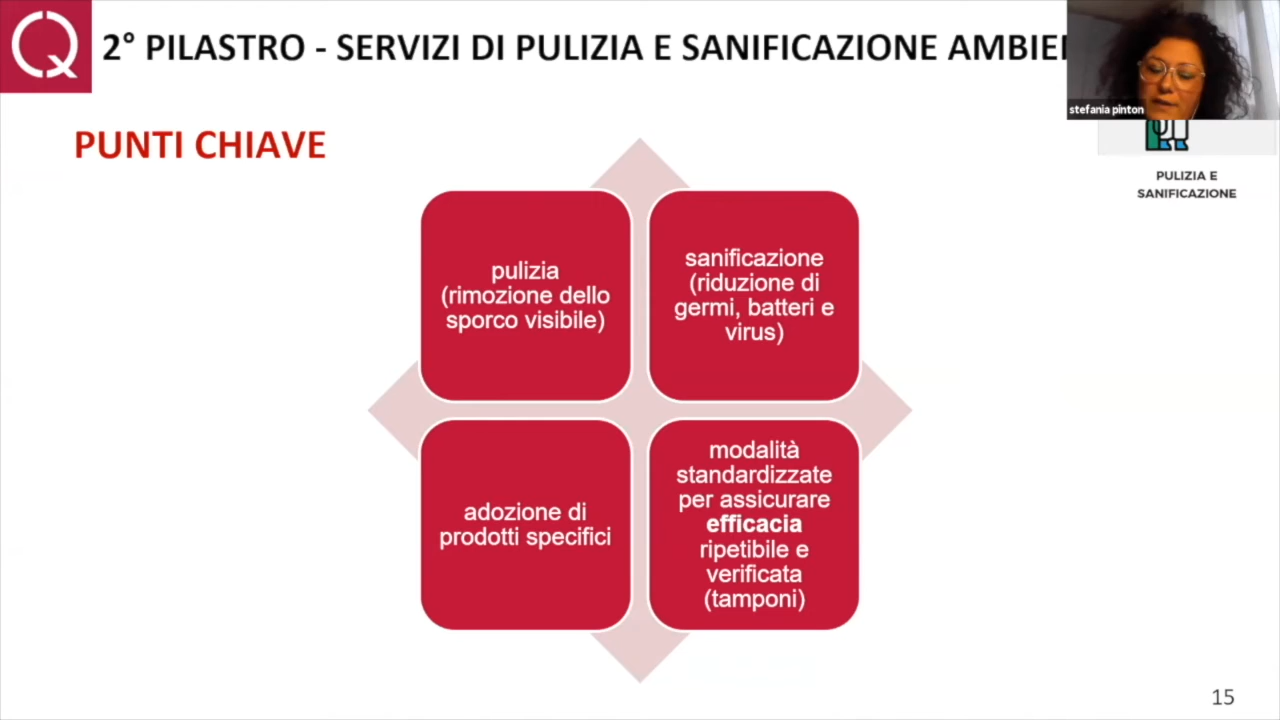 2° PILASTRO - SERVIZI DI PULIZIA E SANIFICAZIONE
stefania pinton
PUNTI CHIAVE
PULIZIA E
SANIFICAZIONE
pulizia
(rimozione dello
sporco visibile)
sanificazione
(riduzione di
germi, batteri e
virus)
adozione di
prodotti specifici
modalità
standardizzate
per assicurare
efficacia
ripetibile e
verificata
(tamponi)
15